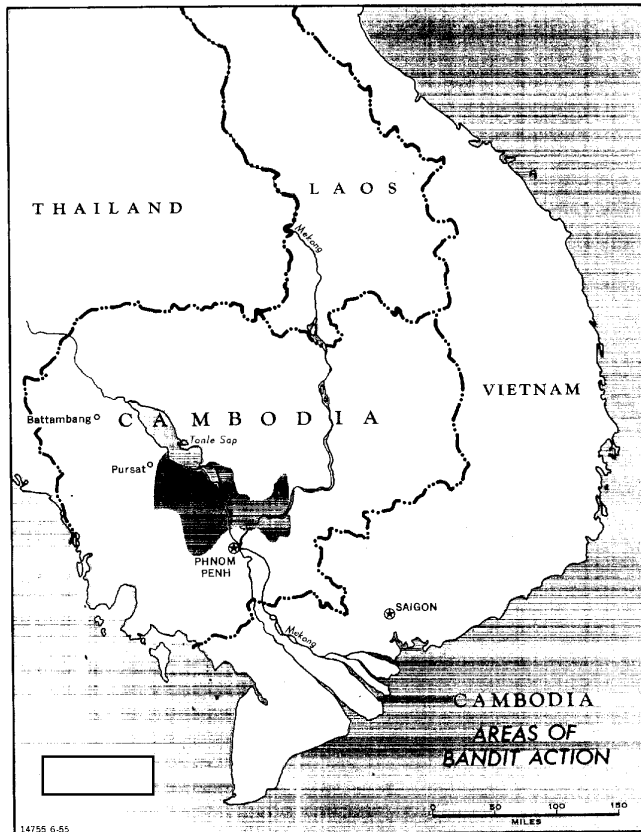 LAOS
THAILAND
Mekong
VIETNAM
Battambang
CAMBODIA
Tonle Sap
Pursat
PHNOM
PENH
SAIGON
Mekong
CAMBODIA
AREAS OF
BANDIT ACTION
0 50 100 150
MILES
14755 6-55